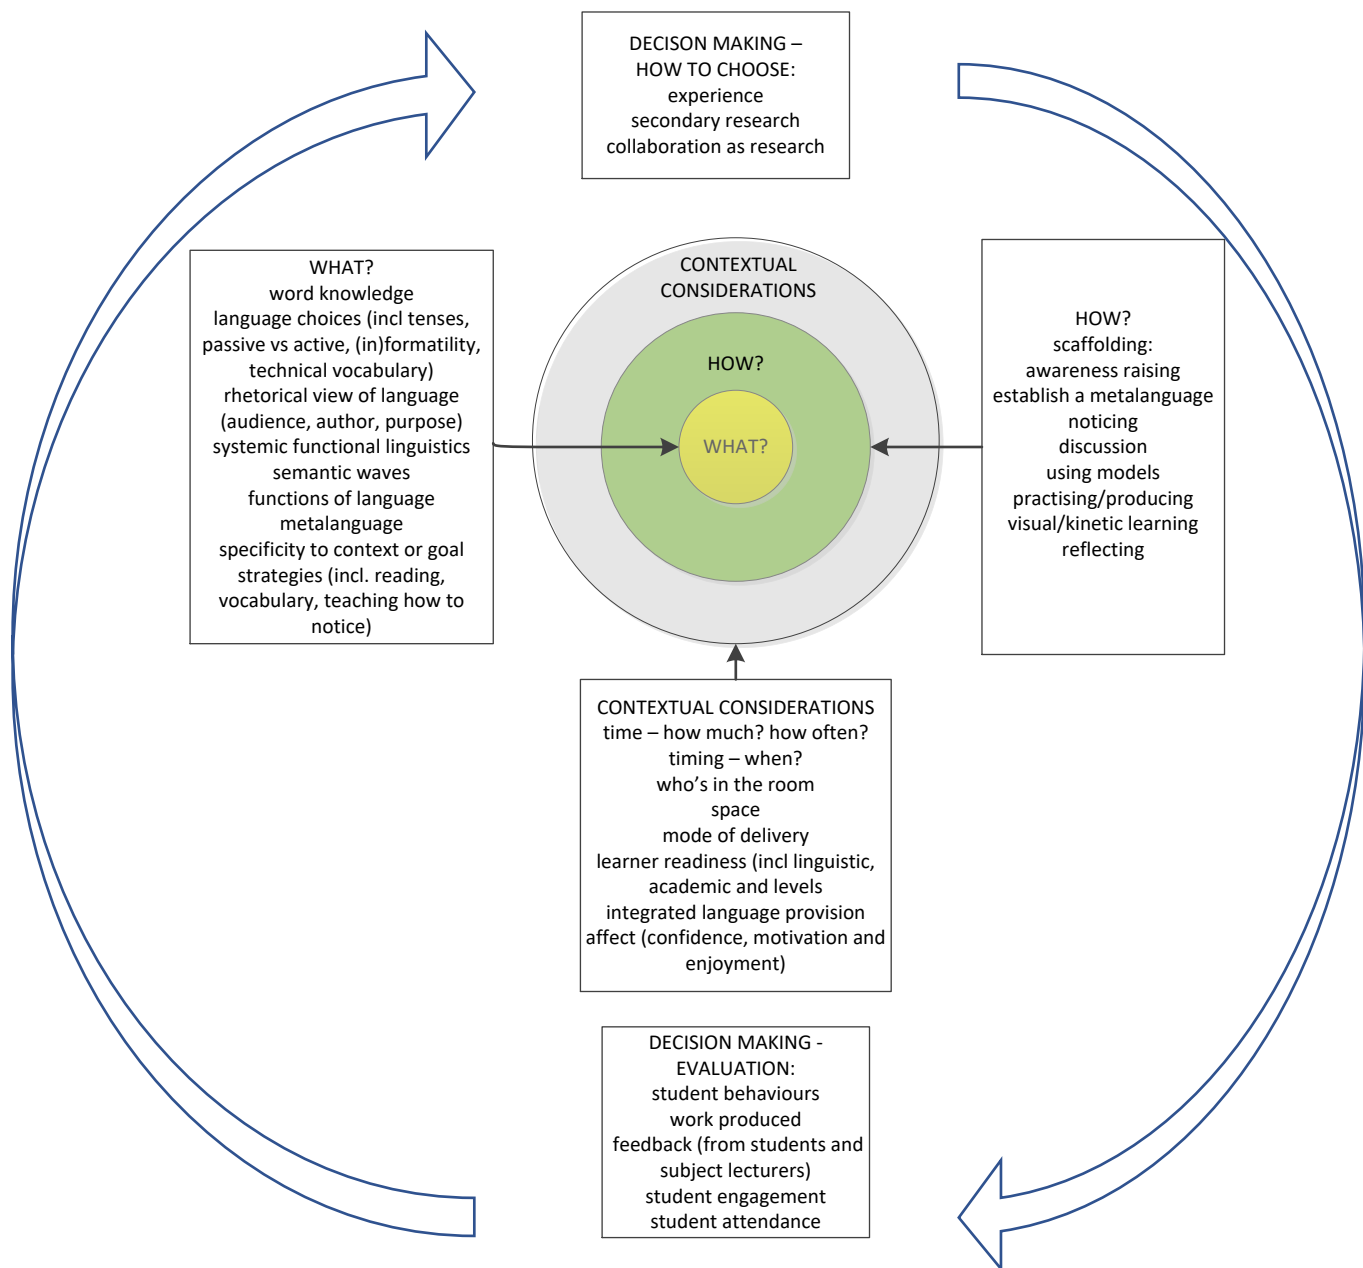 DECISON MAKING –
HOW TO CHOOSE:
experience
secondary research
collaboration as research
WHAT?
word knowledge
language choices (incl tenses,
passive vs active, (in)formatility,
technical vocabulary)
rhetorical view of language
(audience, author, purpose)
systemic functional linguistics
semantic waves
functions of language
metalanguage
specificity to context or goal
strategies (incl. reading,
vocabulary, teaching how to
notice)
CONTEXTUAL
CONSIDERATIONS
HOW?
WHAT?
HOW?
scaffolding:
awareness raising
establish a metalanguage
noticing
discussion
using models
practising/producing
visual/kinetic learning
reflecting
CONTEXTUAL CONSIDERATIONS
time – how much? how often?
timing – when?
who's in the room
space
mode of delivery
learner readiness (incl linguistic,
academic and levels
integrated language provision
affect (confidence, motivation and
enjoyment)
DECISION MAKING -
EVALUATION:
student behaviours
work produced
feedback (from students and
subject lecturers)
student engagement
student attendance